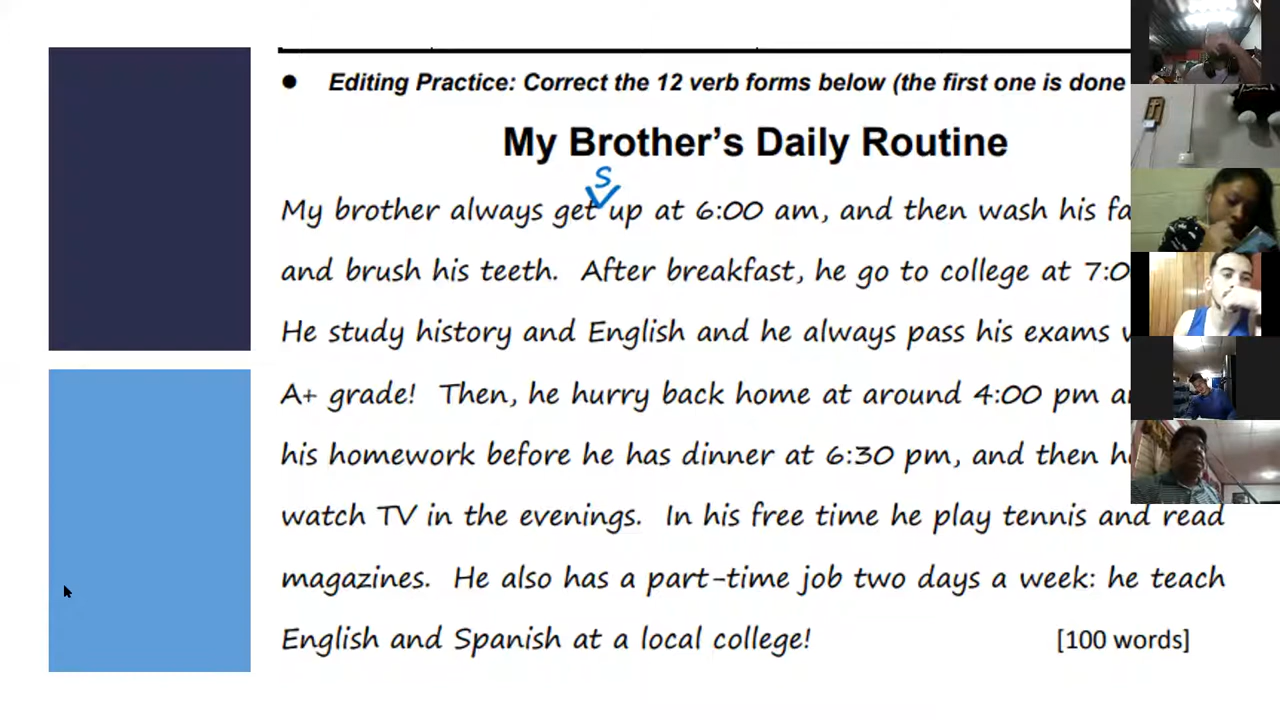 ● Editing Practice: Correct the 12 verb forms below (the first one is done
My Brother's Daily Routine
s
My brother always get up at 6:00 am, and then wash his
and brush his teeth. After breakfast, he go to college at
He study history and English and he always pass his exams
A+ grade! Then, he hurry back home at around 4:00 pm
his homework before he has dinner at 6:30 pm, and then
watch TV in the evenings. In his free time he play tennis and read
magazines. He also has a part-time job two days a week: he teach
English and Spanish at a local college! [100 words]